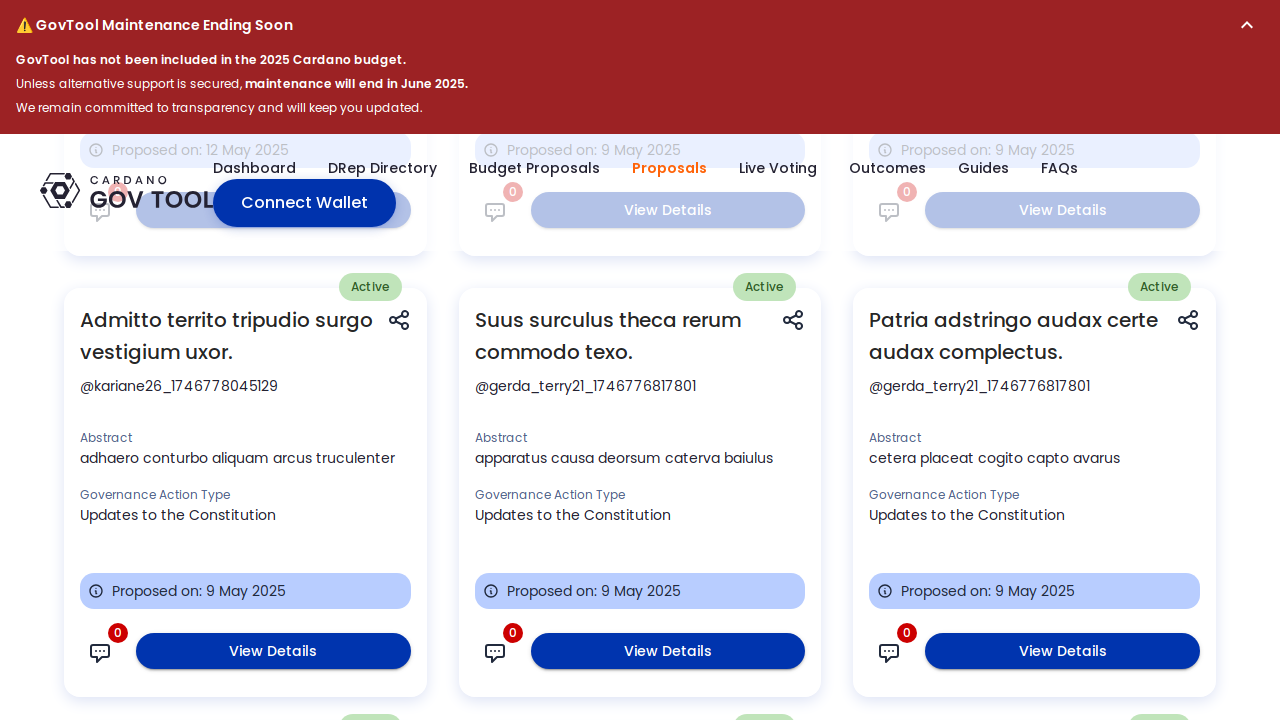 ⚠️ GovTool Maintenance Ending Soon
GovTool has not been included in the 2025 Cardano budget.
Unless alternative support is secured, maintenance will end in June 2025.
We remain committed to transparency and will keep you updated.
Proposed on: 12 May 2025
Proposed on: 9 May 2025
Proposed on: 9 May 2025
CARDANO
GOV TOOL
Dashboard
DRep Directory
Budget Proposals
Proposals
Live Voting
Outcomes
Guides
FAQs
Connect Wallet
0
0
View Details
0
View Details
Active
Admitto territo tripudio surgo
vestigium uxor.
@kariane26_1746778045129
Abstract
adhaero conturbo aliquam arcus truculenter
Governance Action Type
Updates to the Constitution
Proposed on: 9 May 2025
0
View Details
Active
Suus surculus theca rerum
commodo texo.
@gerda_terry21_1746776817801
Abstract
apparatus causa deorsum caterva baiulus
Governance Action Type
Updates to the Constitution
Proposed on: 9 May 2025
0
View Details
Active
Patria adstringo audax certe
audax complectus.
@gerda_terry21_1746776817801
Abstract
cetera placeat cogito capto avarus
Governance Action Type
Updates to the Constitution
Proposed on: 9 May 2025
0
View Details